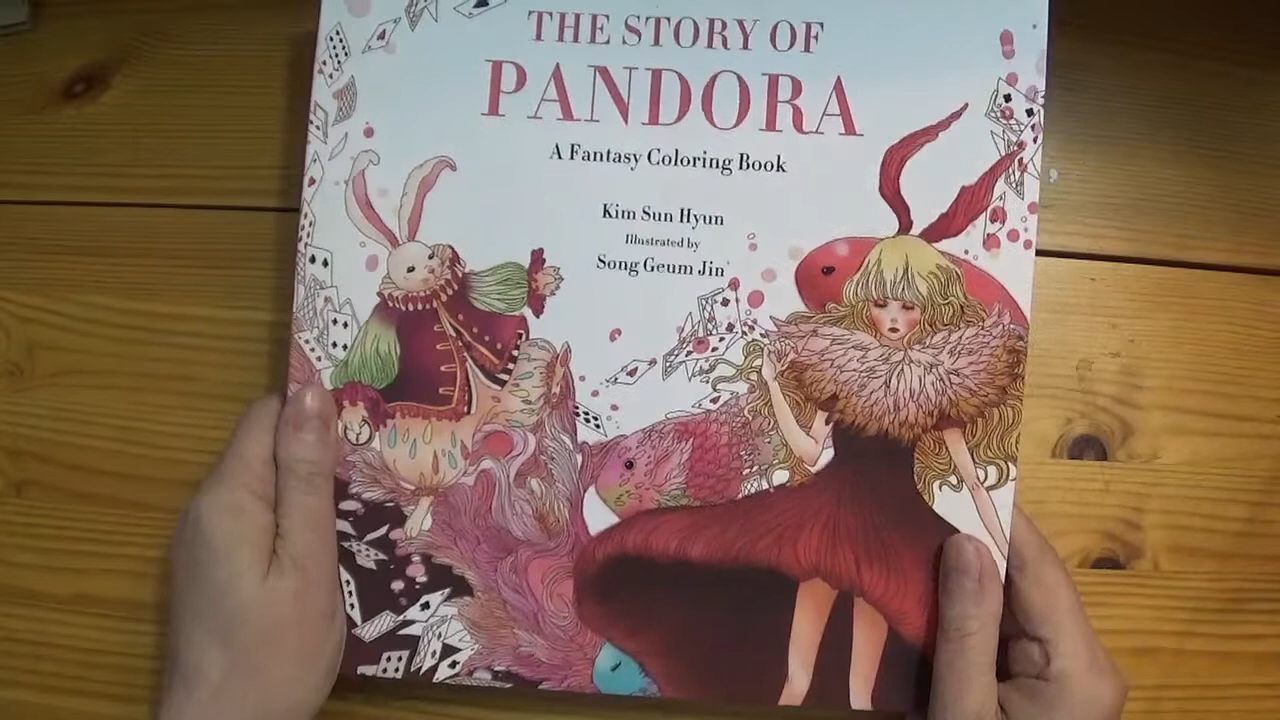 THE STORY OF
PANDORA
A Fantasy Coloring Book
Kim Sun Hyun
Illustrated by
Song Geum Jin